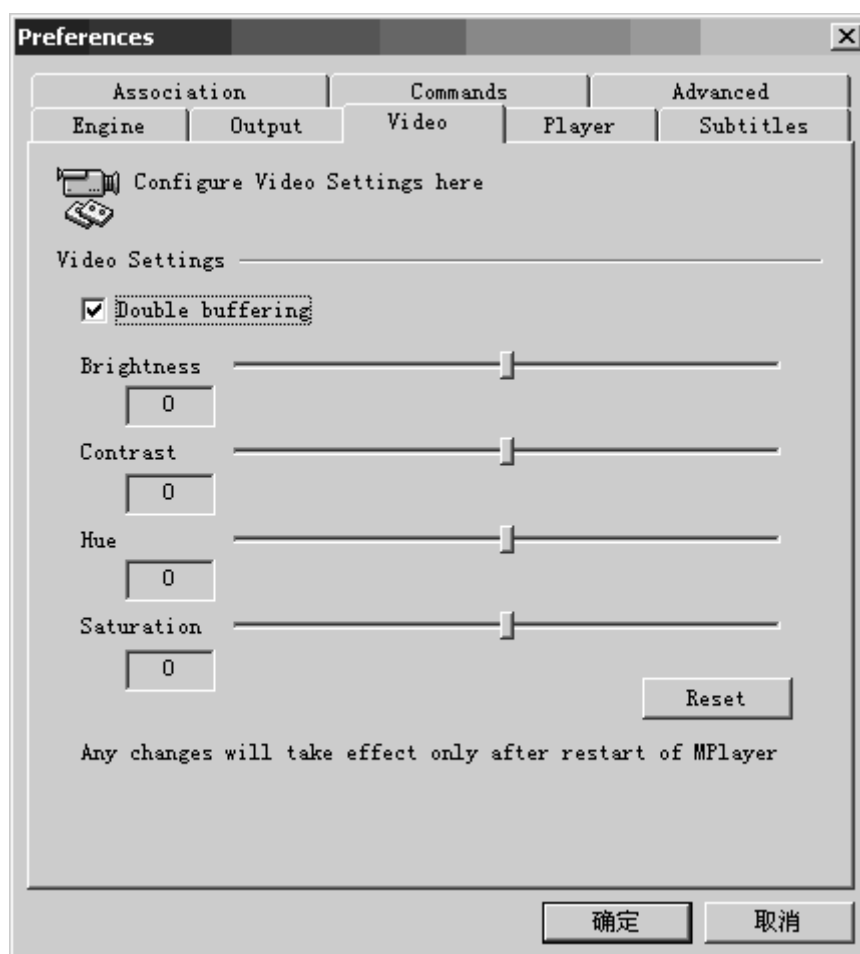 Preferences
Association Commands Advanced
Engine Output Video Player Subtitles
Configure Video Settings here
Video Settings
Double buffering
Brightness
0
Contrast
0
Hue
0
Saturation
0
Reset
Any changes will take effect only after restart of MPlayer
确定 取消